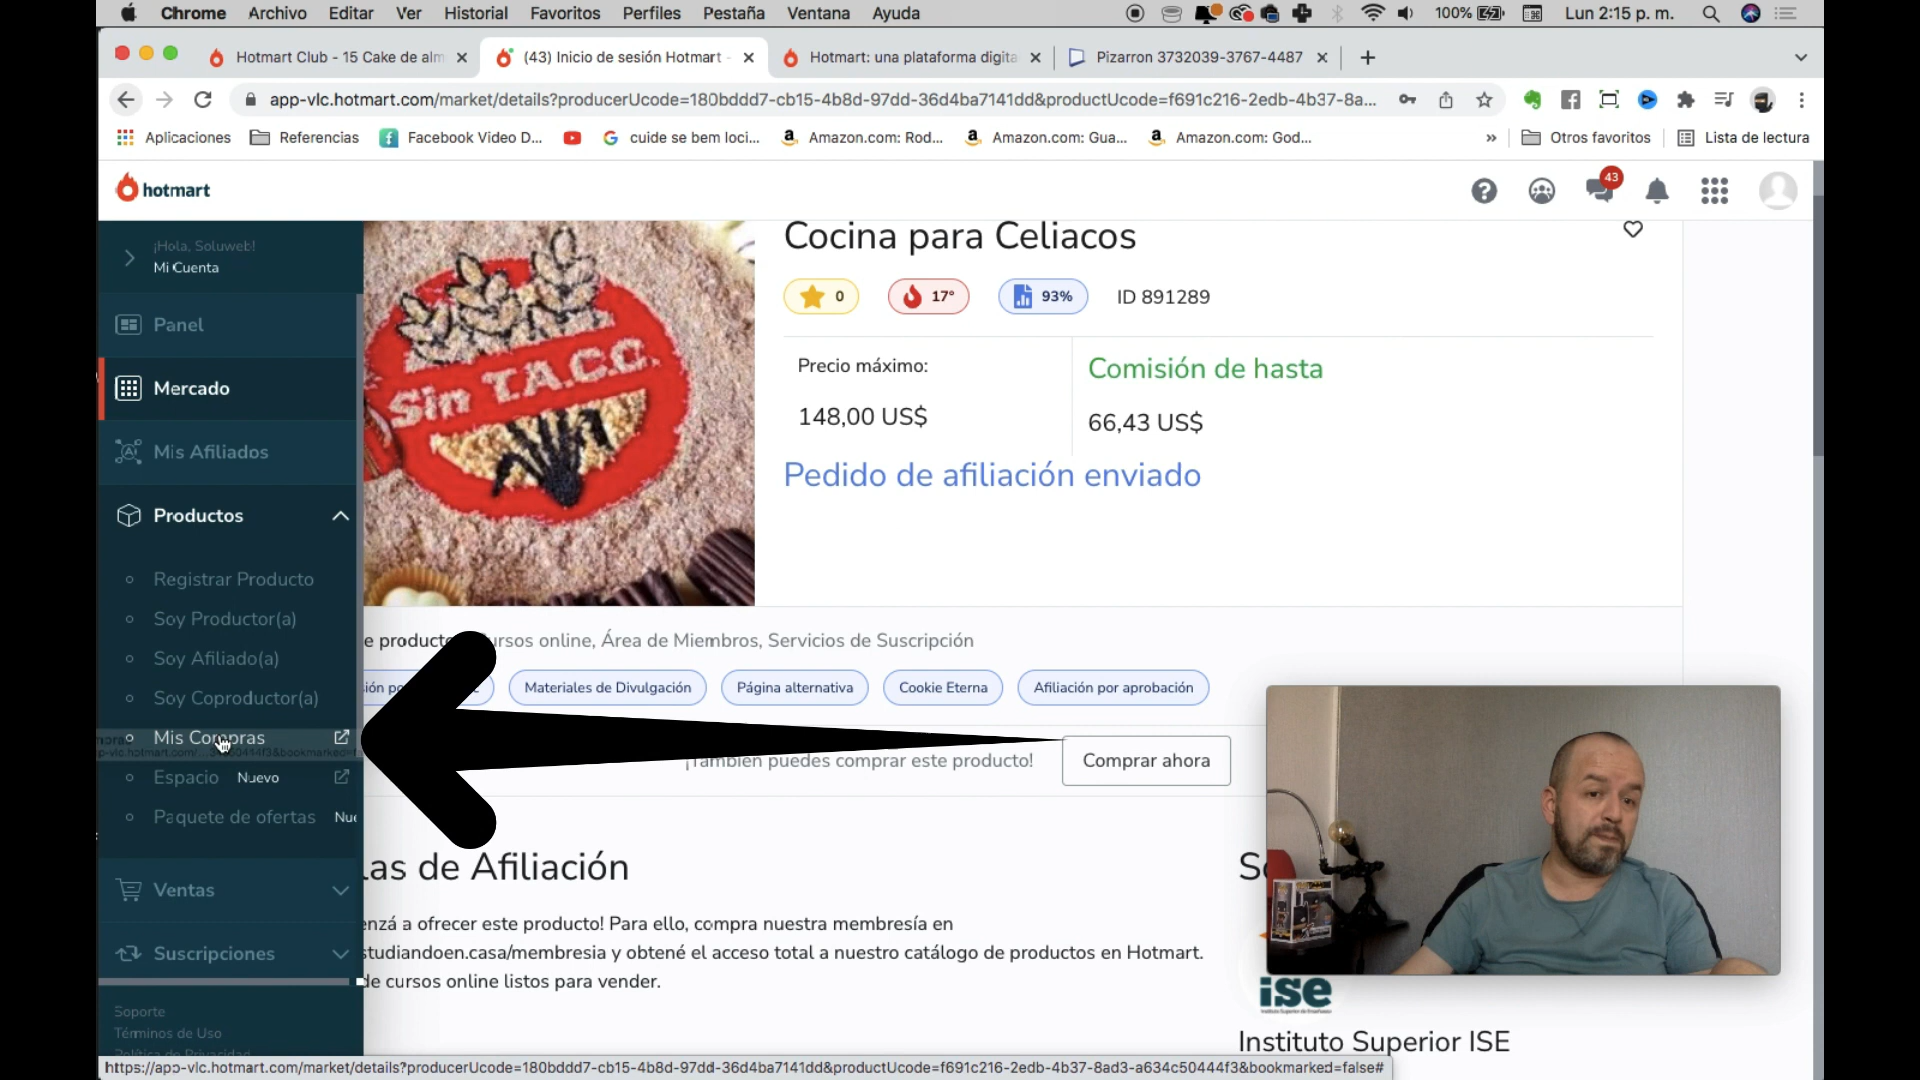 Chrome Archivo Editar Ver Historial Favoritos Perfiles Pestaña Ventana Ayuda 100% Lun 2:15 p. m.
Hotmart Club - 15 Cake de alm (43) Inicio de sesión Hotmart - Hotmart: una plataforma digita Pizarron 3732039-3767-4487
app-vlc.hotmart.com/market/details?producerUcode=180bddd7-cb15-4b8d-97dd-36d4ba7141dd&productUcode=f691c216-2edb-4b37-8a...
Aplicaciones Referencias Facebook Video D... cuide se bem loci... Amazon.com: Rod... Amazon.com: Gua... Amazon.com: God... » Otros favoritos Lista de lectura
hotmart 43
¡Hola, Soluweb!
Mi Cuenta
Panel
Mercado
Mis Afiliados
Productos
Registrar Producto
Soy Productor(a)
Soy Afiliado(a)
Soy Coproductor(a)
Mis Compras
Espacio Nuevo
Paquete de ofertas Nue
Ventas
Suscripciones
Soporte
Términos de Uso
Política de Privacidad
Sin T.A.C.C.
Cocina para Celiacos
0 17° 93% ID 891289
Precio máximo:
148,00 US$
Comisión de hasta
66,43 US$
Pedido de afiliación enviado
e producto ursos online, Área de Miembros, Servicios de Suscripción
Materiales de Divulgación Página alternativa Cookie Eterna Afiliación por aprobación
¡También puedes comprar este producto! Comprar ahora
las de Afiliación
enzá a ofrecer este producto! Para ello, compra nuestra membresía en
studiandoen.casa/membresia y obtené el acceso total a nuestro catálogo de productos en Hotmart.
de cursos online listos para vender.
ise
Instituto Superior ISE
https://app-vlc.hotmart.com/market/details?producerUcode=180bddd7-cb15-4b8d-97dd-36d4ba7141dd&productUcode=f691c216-2edb-4b37-8ad3-a634c50444f3&bookmarked=false#